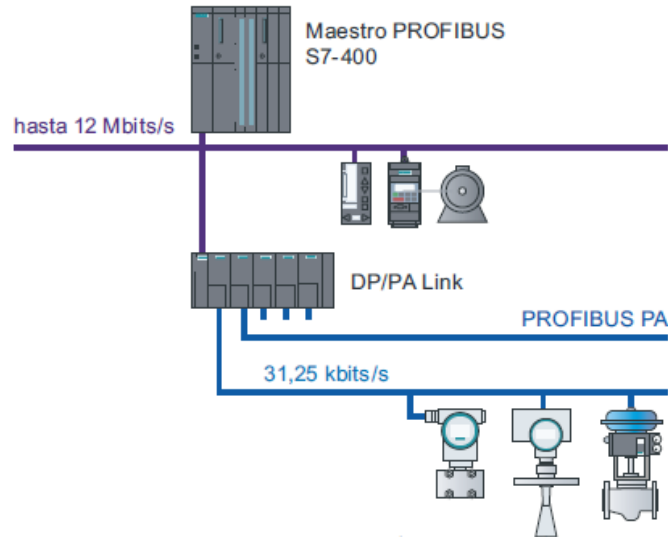 Maestro PROFIBUS
S7-400
hasta 12 Mbits/s
DP/PA Link
PROFIBUS PA
31,25 kbits/s